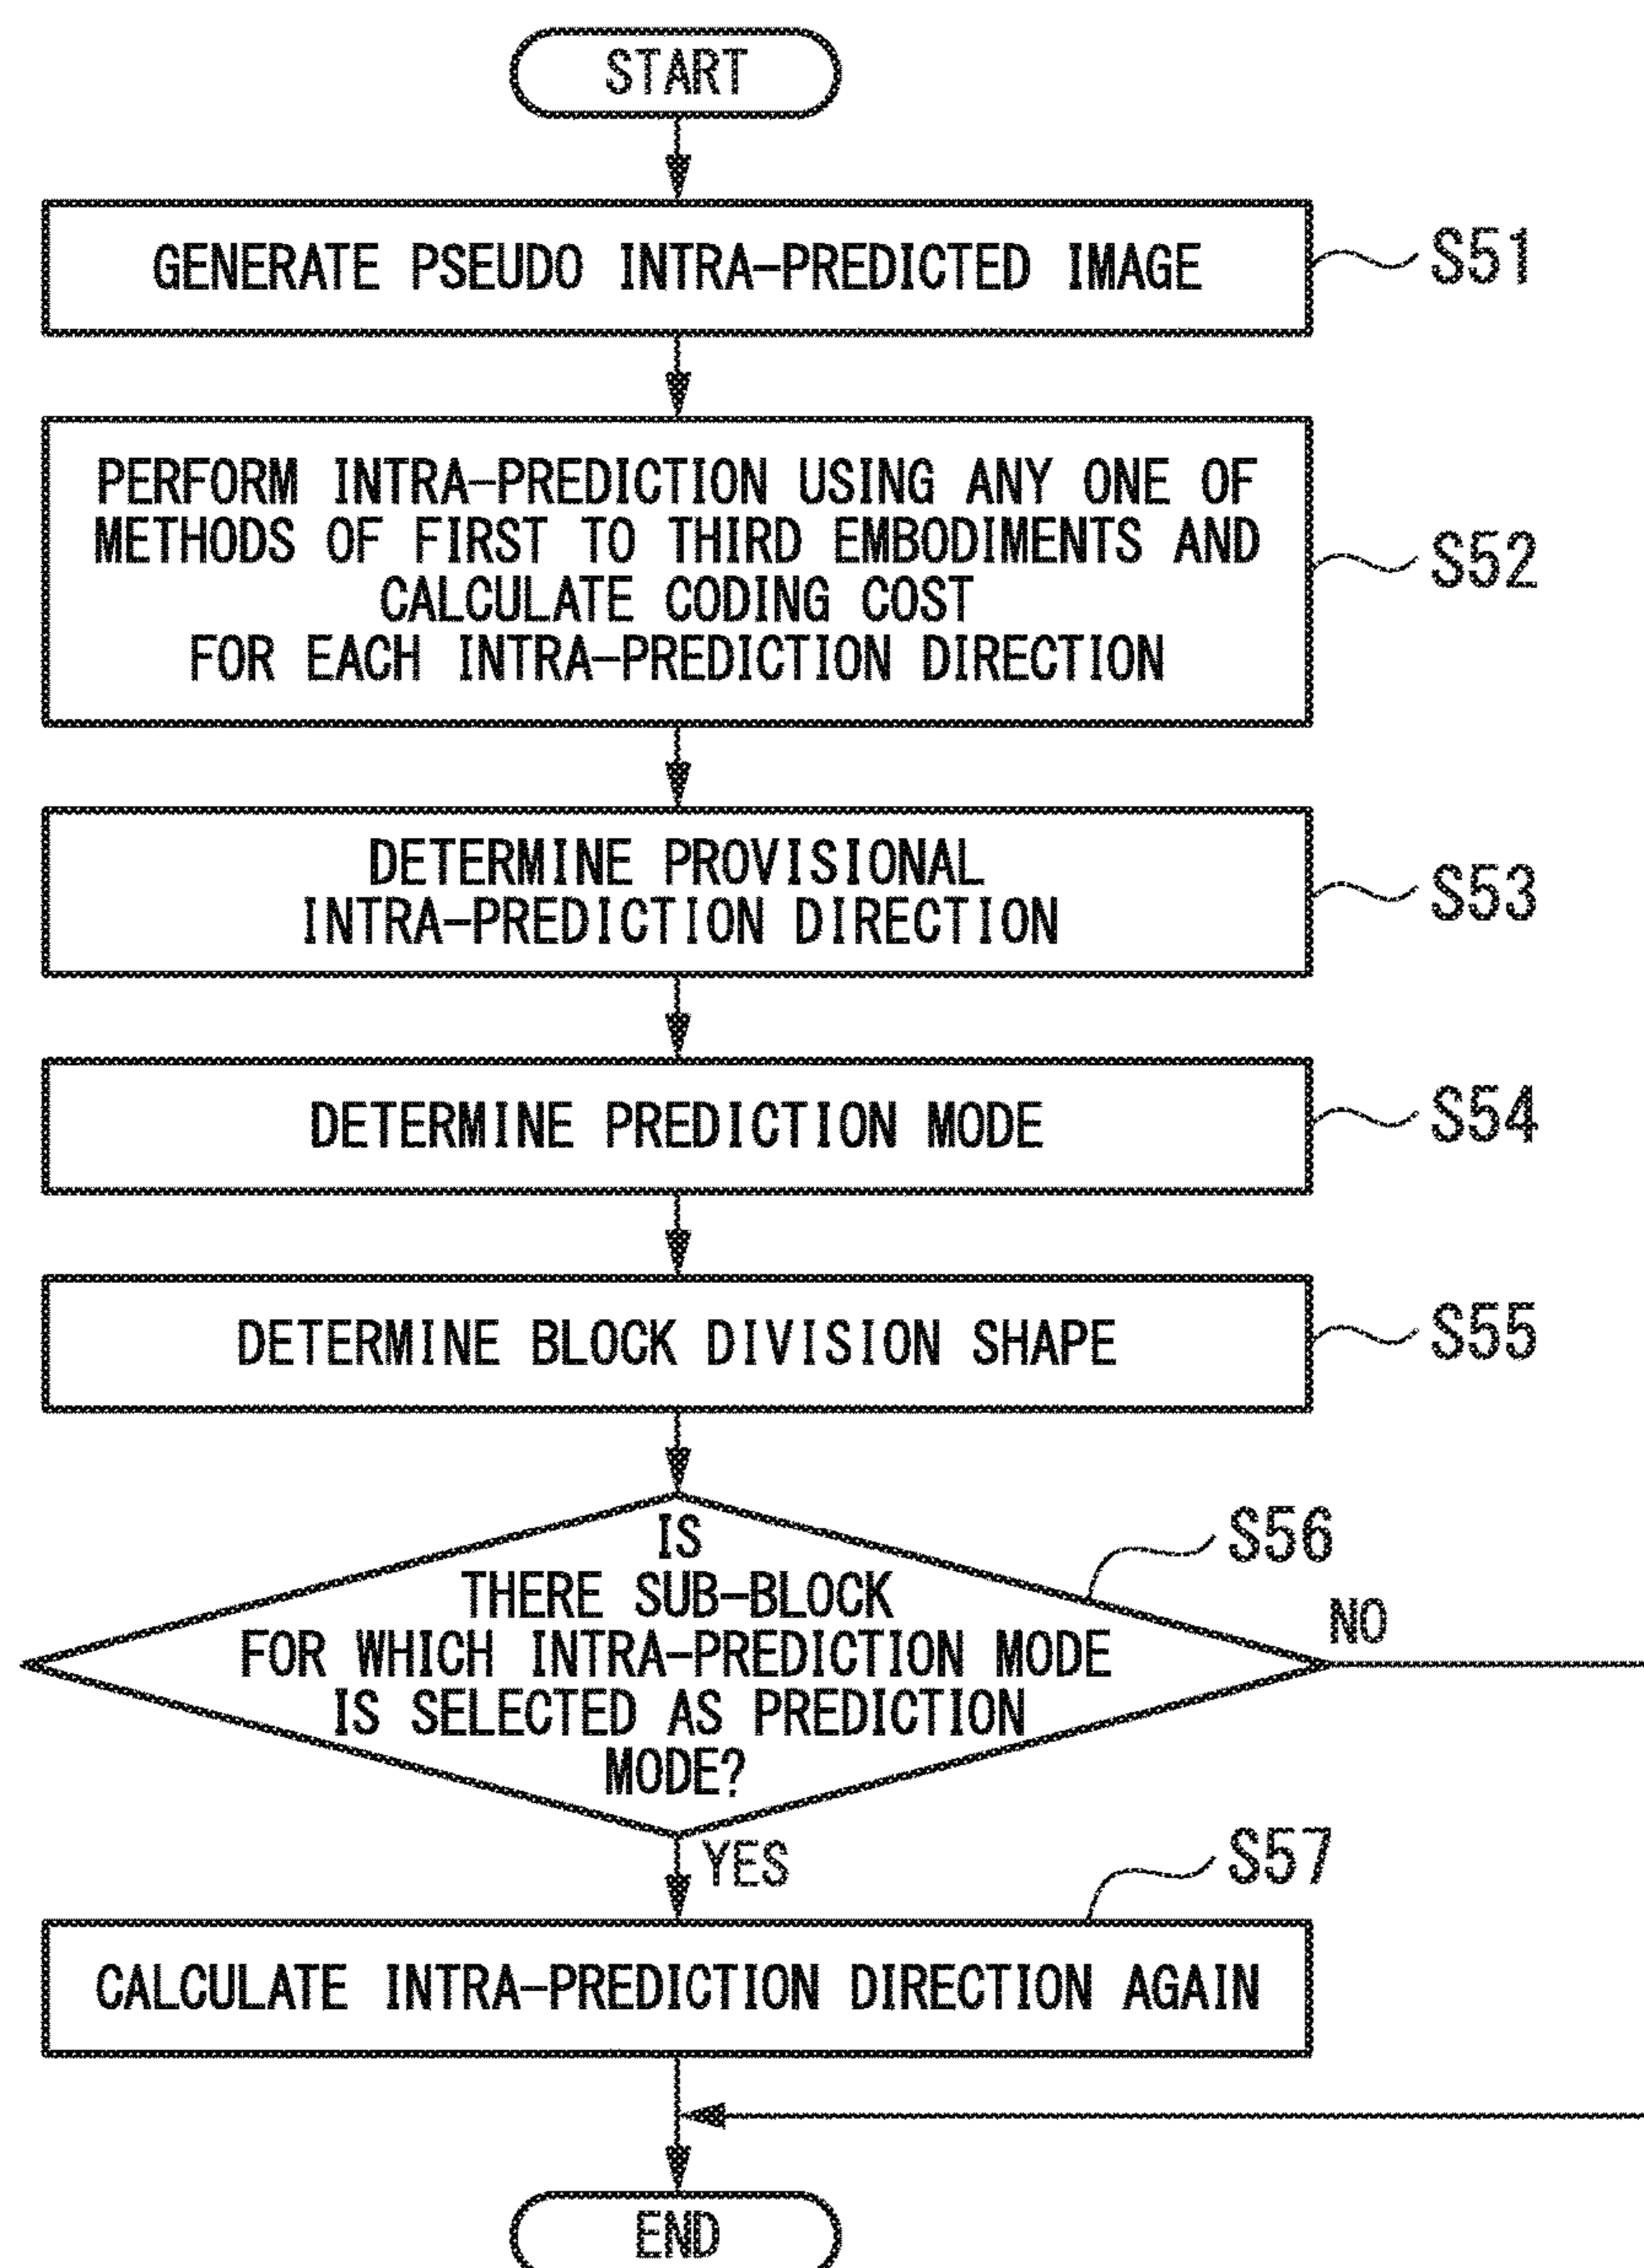 START
GENERATE PSEUDO INTRA-PREDICTED IMAGE
S51
PERFORM INTRA-PREDICTION USING ANY ONE OF
METHODS OF FIRST TO THIRD EMBODIMENTS AND
CALCULATE CODING COST
FOR EACH INTRA-PREDICTION DIRECTION
S52
DETERMINE PROVISIONAL
INTRA-PREDICTION DIRECTION
S53
DETERMINE PREDICTION MODE
S54
DETERMINE BLOCK DIVISION SHAPE
S55
IS
THERE SUB-BLOCK
FOR WHICH INTRA-PREDICTION MODE
IS SELECTED AS PREDICTION
MODE?
S56
NO
YES
S57
CALCULATE INTRA-PREDICTION DIRECTION AGAIN
END